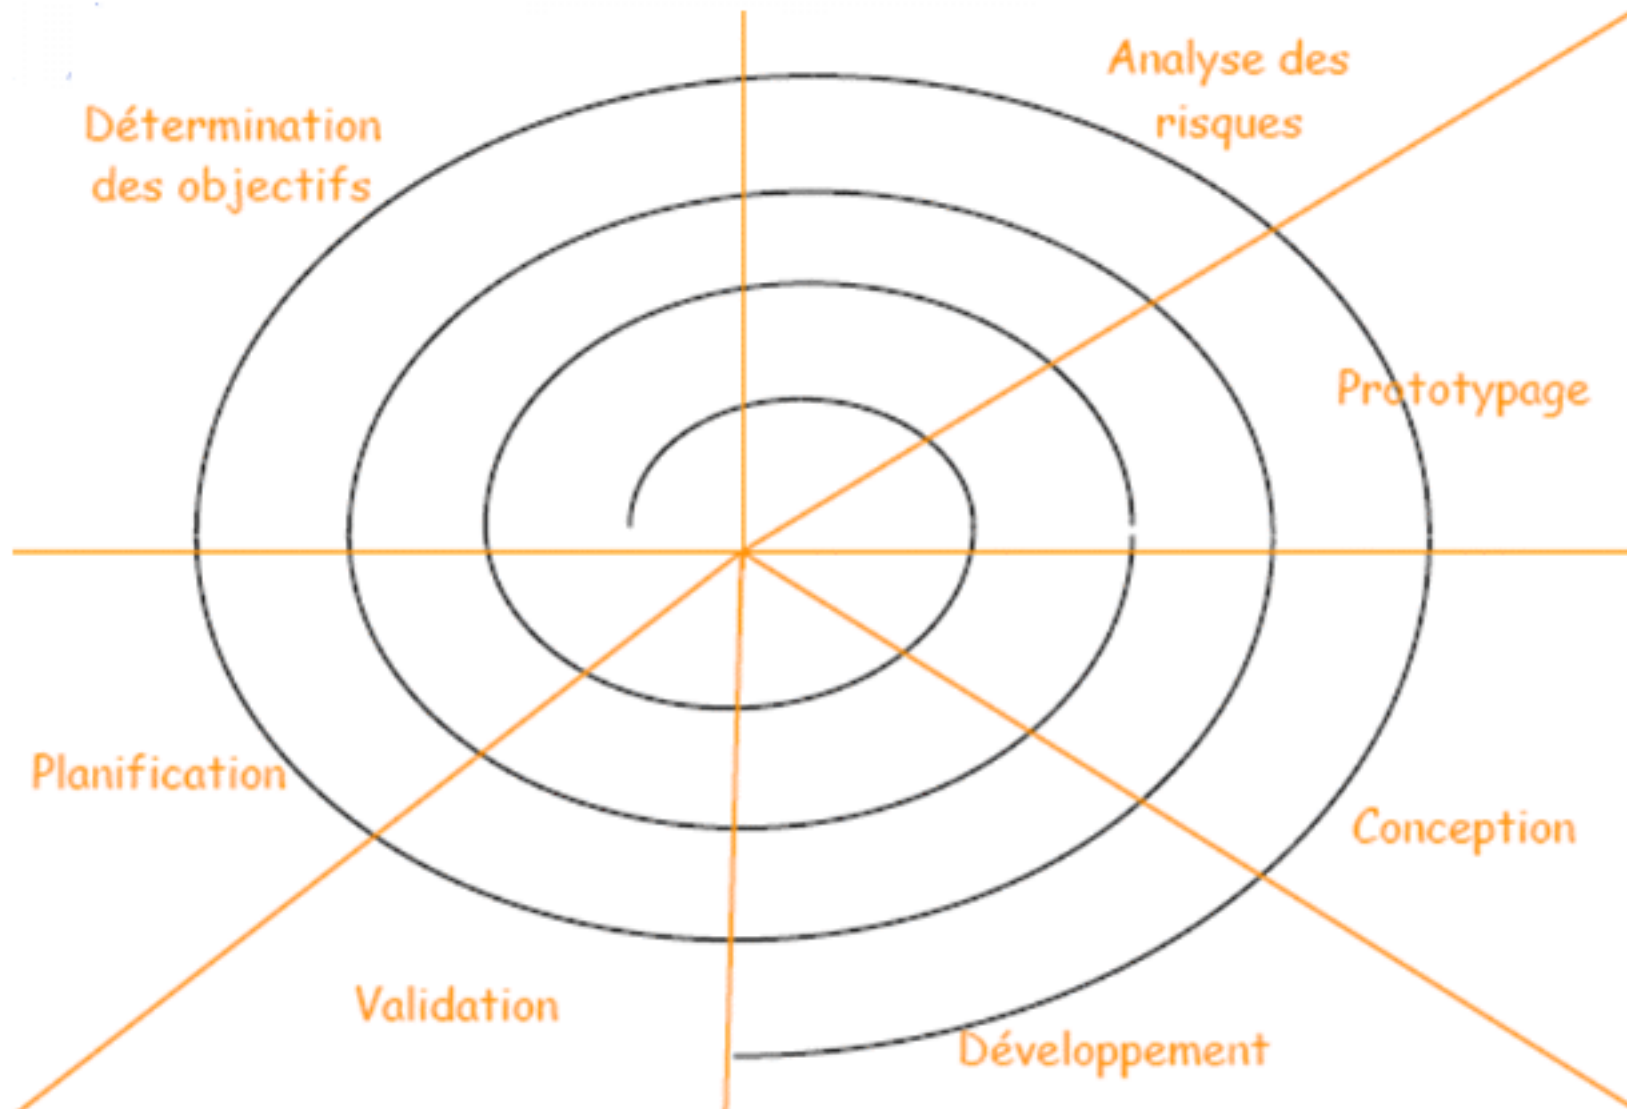 Analyse des
risques
Détermination
des objectifs
Prototypage
Planification
Conception
Validation
Développement